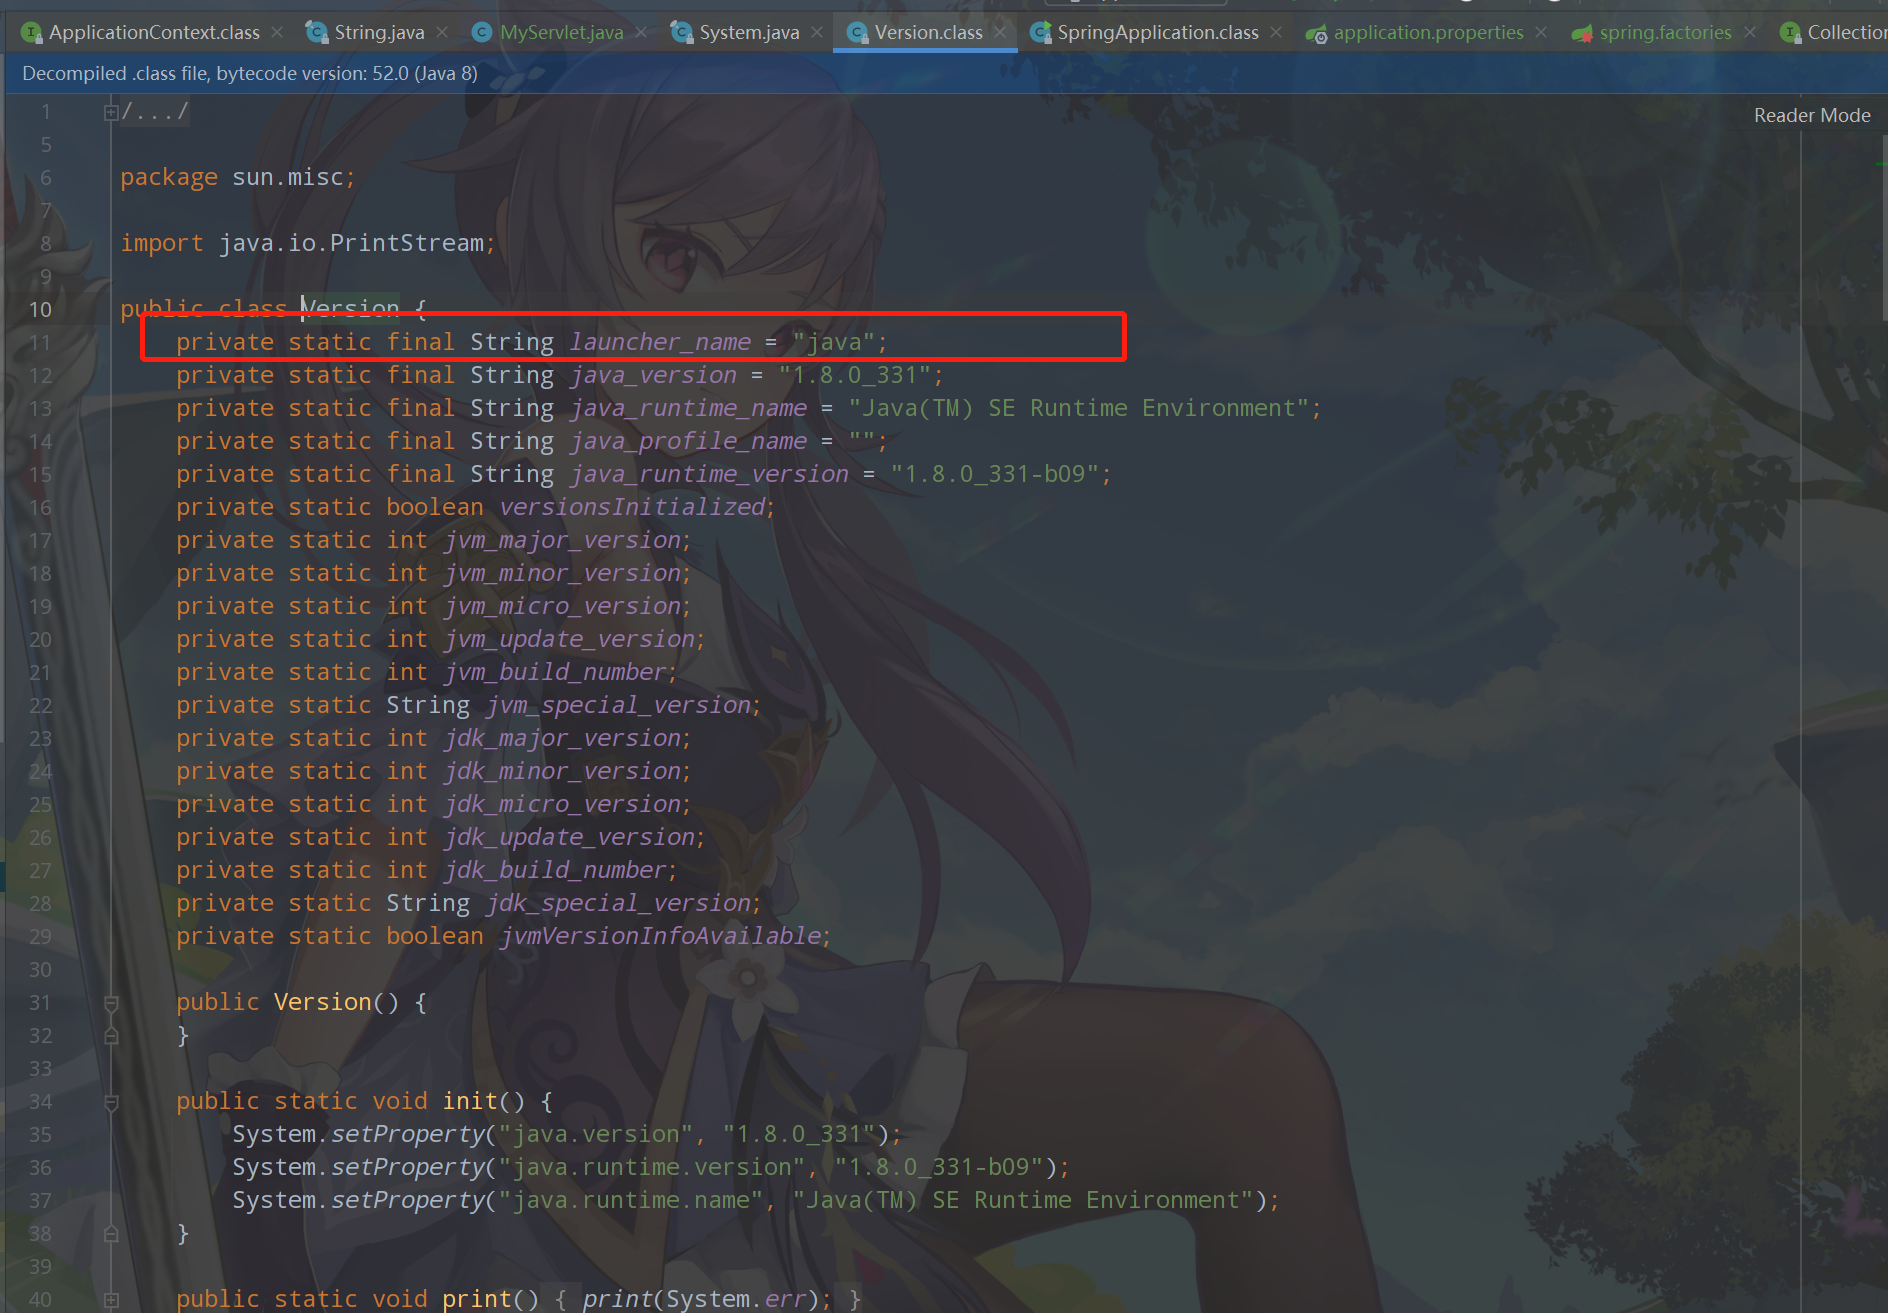 ApplicationContext.class String.java MyServlet.java System.java Version.class SpringApplication.class application.properties spring.factories
Decompiled .class file, bytecode version: 52.0 (Java 8)
Reader Mode
1 /.../
5
6 package sun.misc;
7
8 import java.io.PrintStream;
9
10 public class Version {
11 private static final String launcher_name = "java";
12 private static final String java_version = "1.8.0_331";
13 private static final String java_runtime_name = "Java(TM) SE Runtime Environment";
14 private static final String java_profile_name = "";
15 private static final String java_runtime_version = "1.8.0_331-b09";
16 private static boolean versionsInitialized;
17 private static int jvm_major_version;
18 private static int jvm_minor_version;
19 private static int jvm_micro_version;
20 private static int jvm_update_version;
21 private static int jvm_build_number;
22 private static String jvm_special_version;
23 private static int jdk_major_version;
24 private static int jdk_minor_version;
25 private static int jdk_micro_version;
26 private static int jdk_update_version;
27 private static int jdk_build_number;
28 private static String jdk_special_version;
29 private static boolean jvmVersionInfoAvailable;
30
31 public Version() {
32 }
33
34 public static void init() {
35 System.setProperty("java.version", "1.8.0_331");
36 System.setProperty("java.runtime.version", "1.8.0_331-b09");
37 System.setProperty("java.runtime.name", "Java(TM) SE Runtime Environment");
38 }
39
40 public static void print() { print(System.err); }